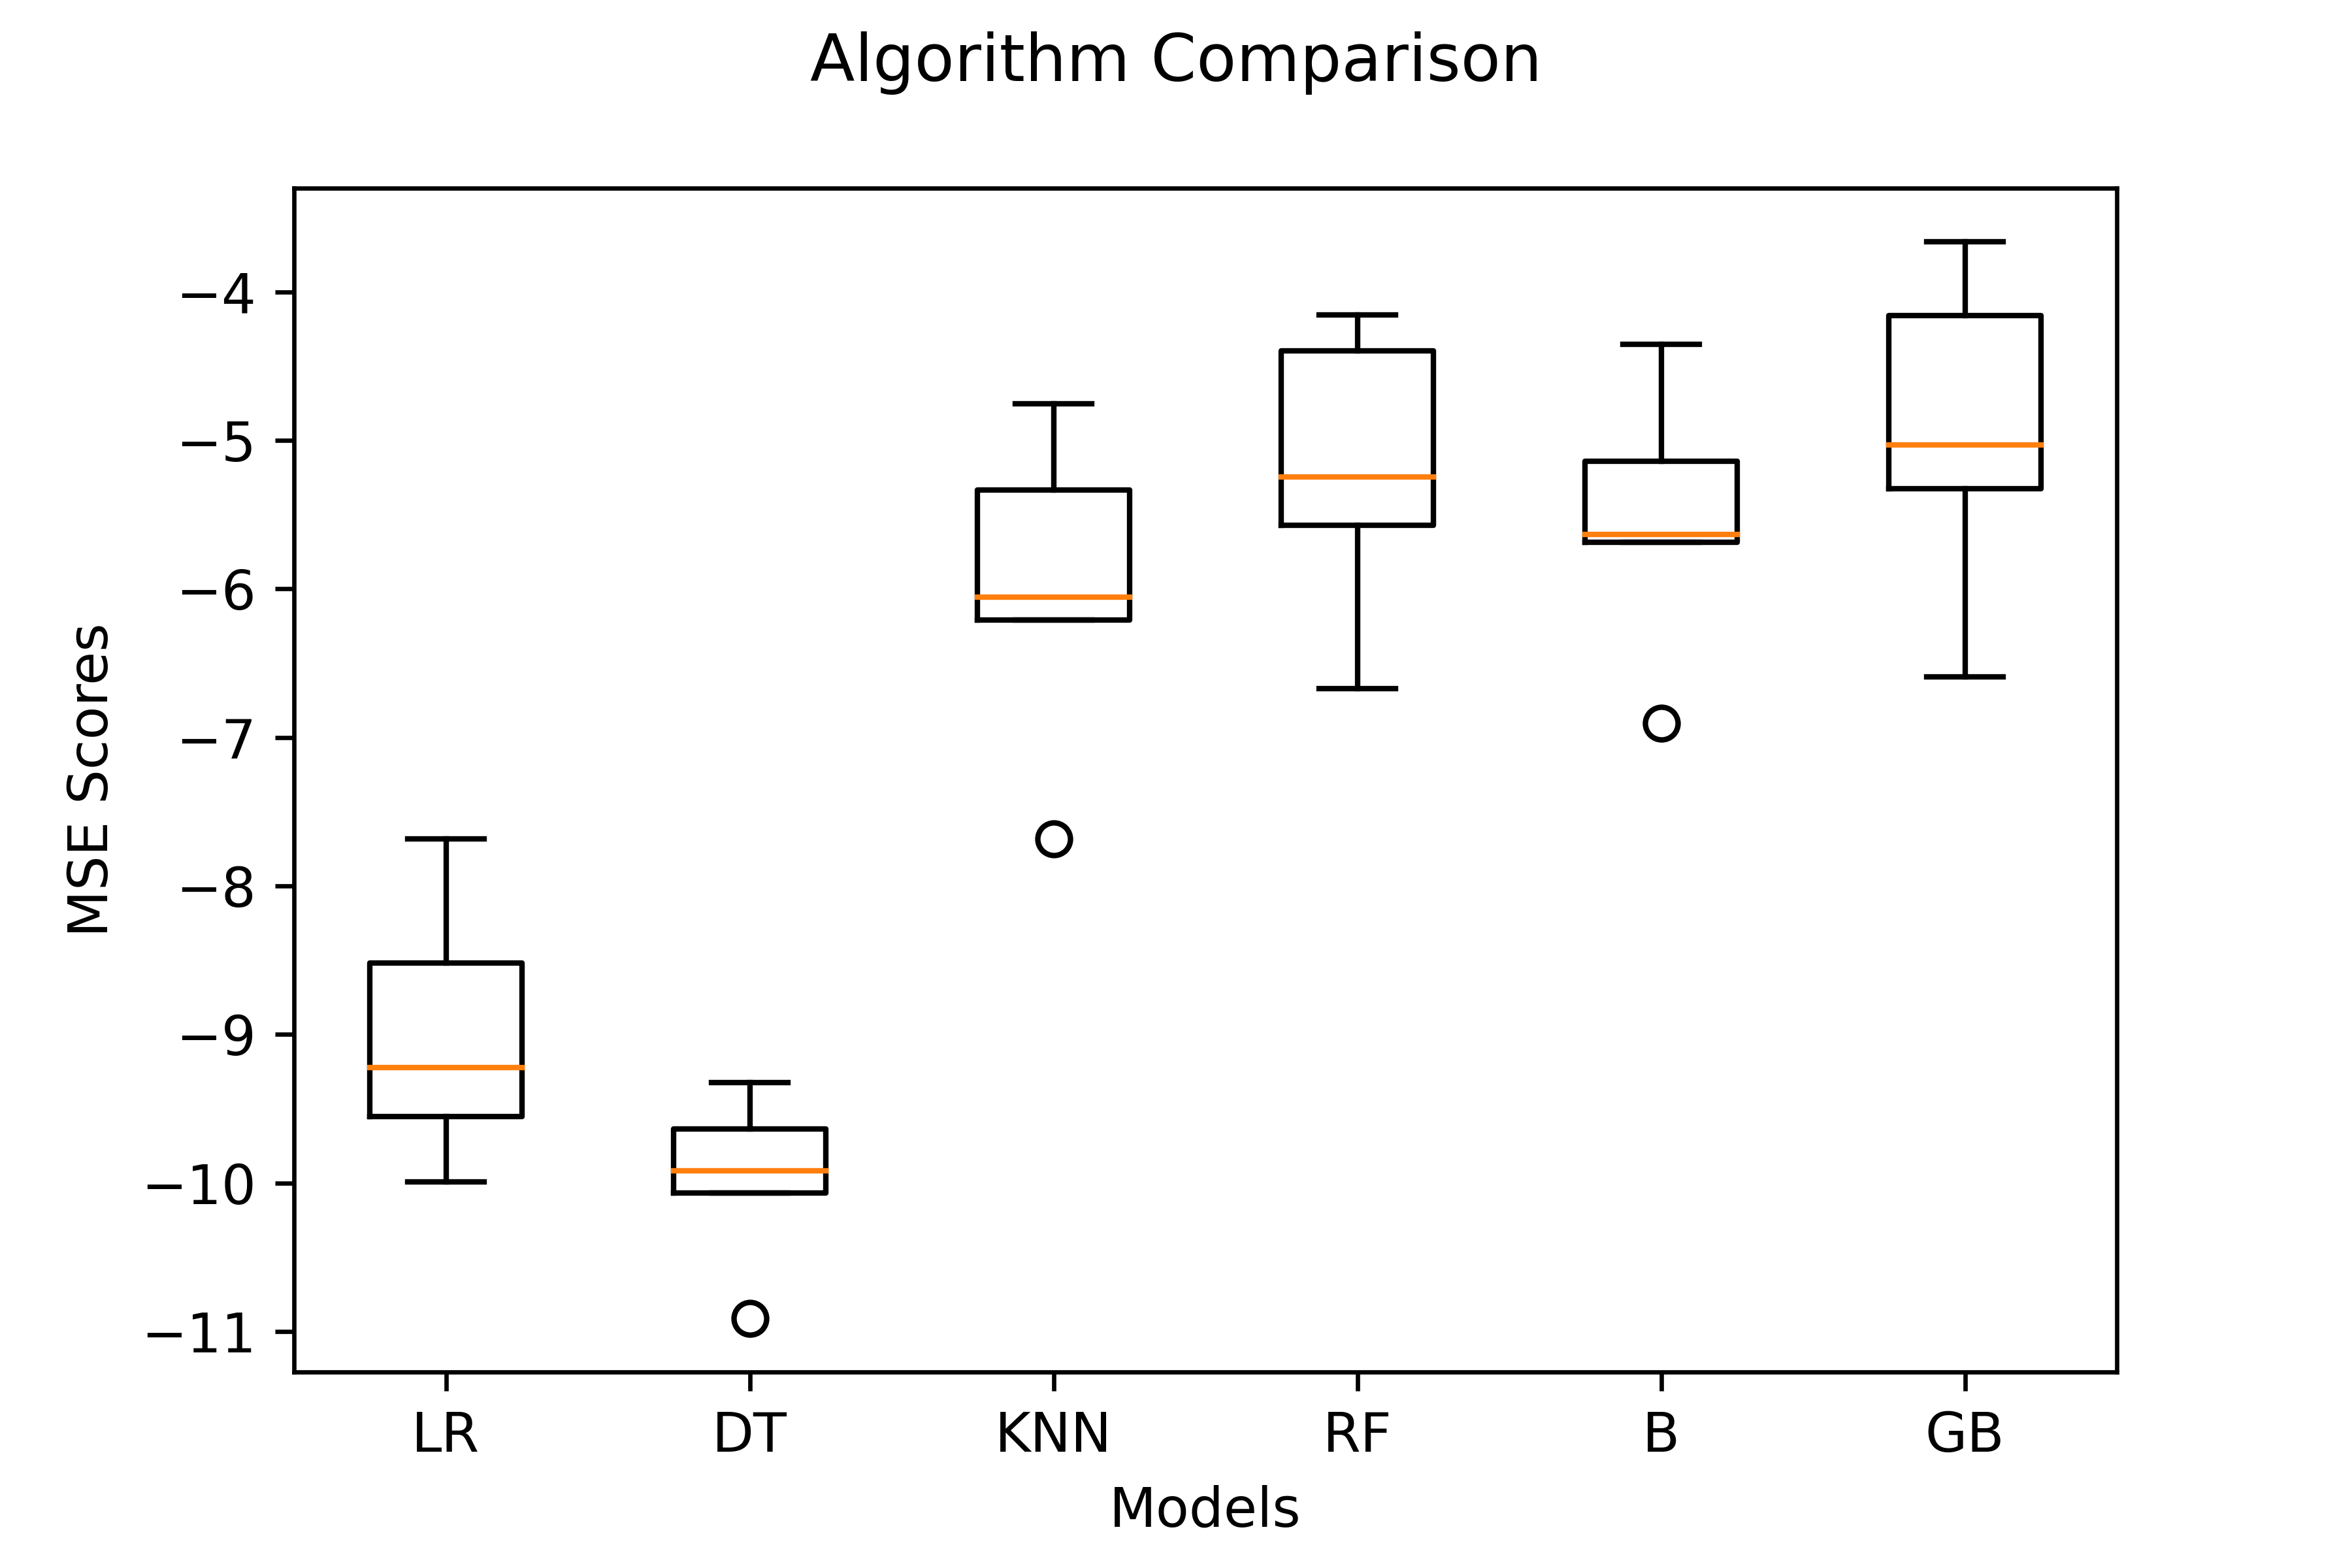 Algorithm Comparison
−4
−5
−6
−7
−8
−9
−10
−11
MSE Scores
LR DT KNN RF B GB
Models